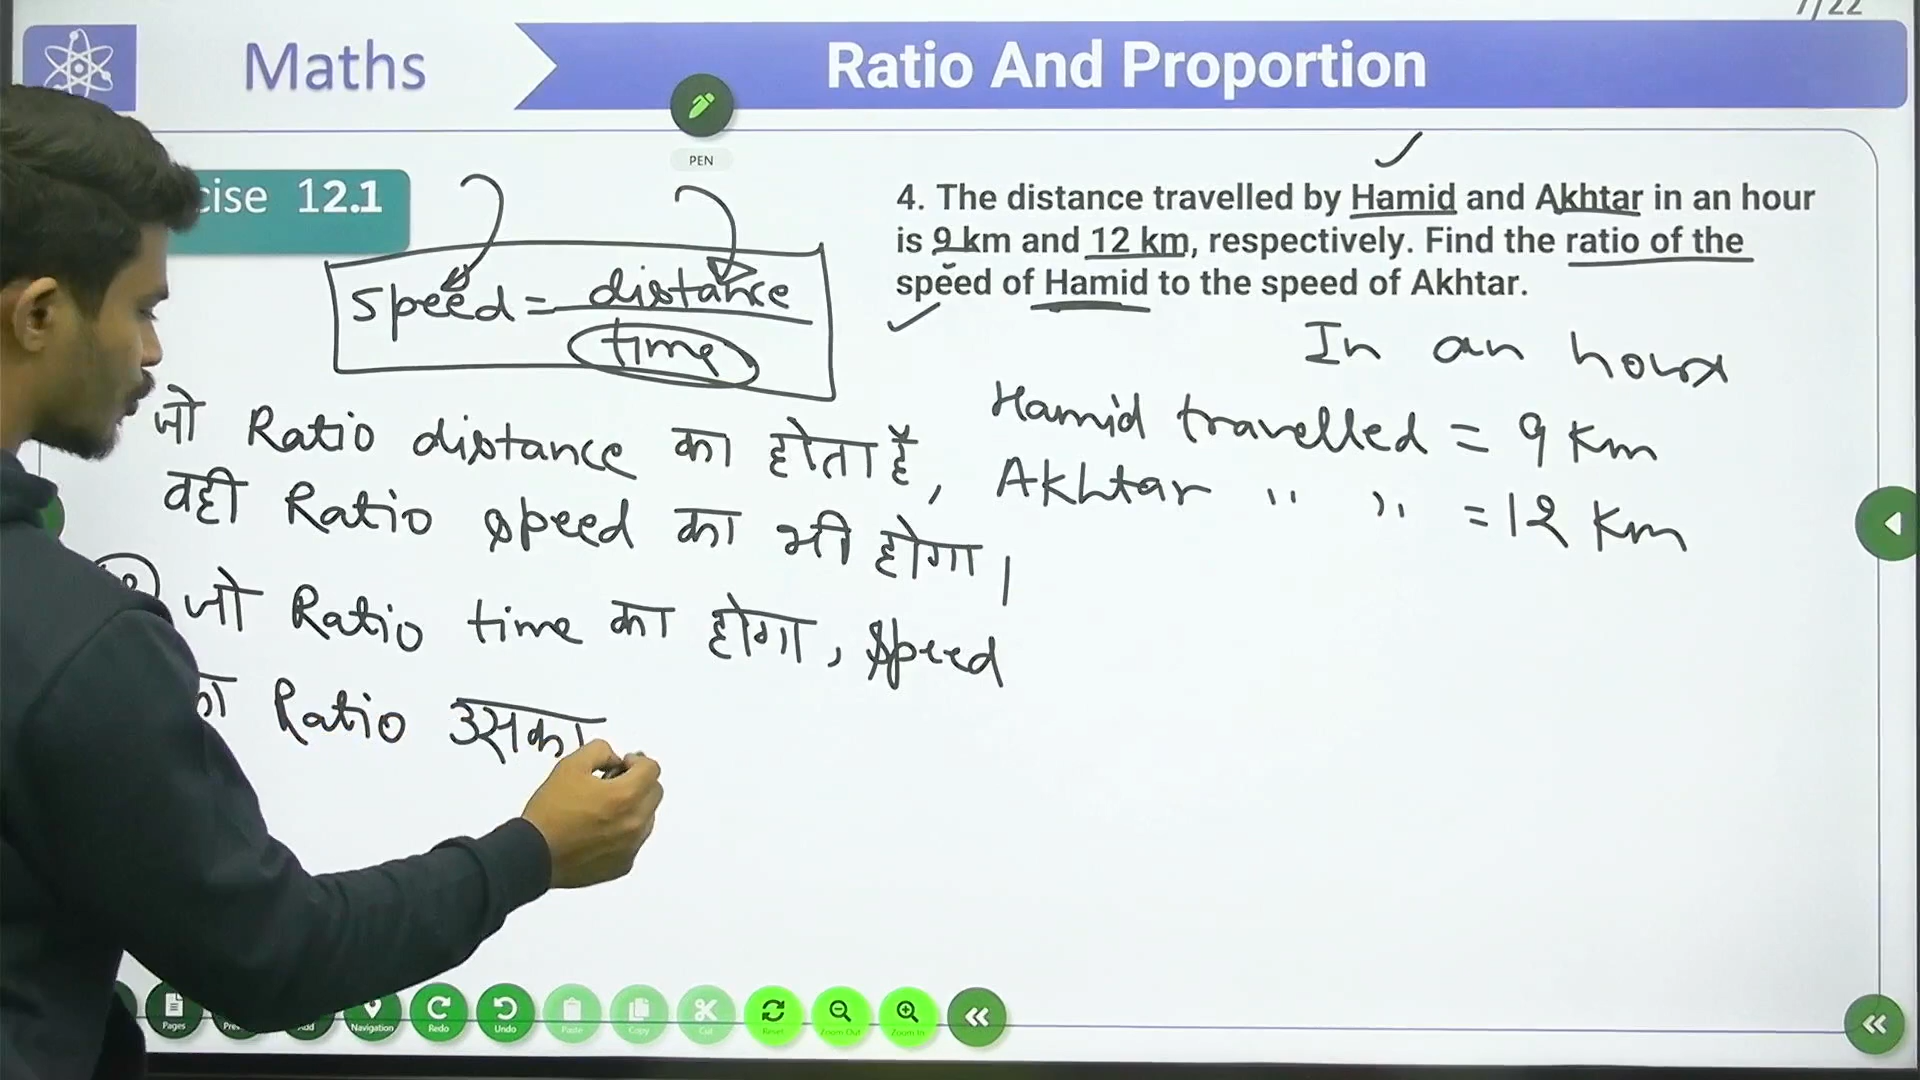 7/22
Maths
Ratio And Proportion
PEN
cise 12.1
4. The distance travelled by Hamid and Akhtar in an hour
is 9 km and 12 km, respectively. Find the ratio of the
speed of Hamid to the speed of Akhtar.
speed = distance
time
जो Ratio distance का होता है,
वही Ratio speed का भी होगा।
जो Ratio time का होगा, speed
का Ratio उसका
In an hour
Hamid travelled = 9 km
Akhtar " " = 12 km
Pages
Navigation
Redo
Undo
Paste
Copy
Cut
Reset
Zoom Out
Zoom In